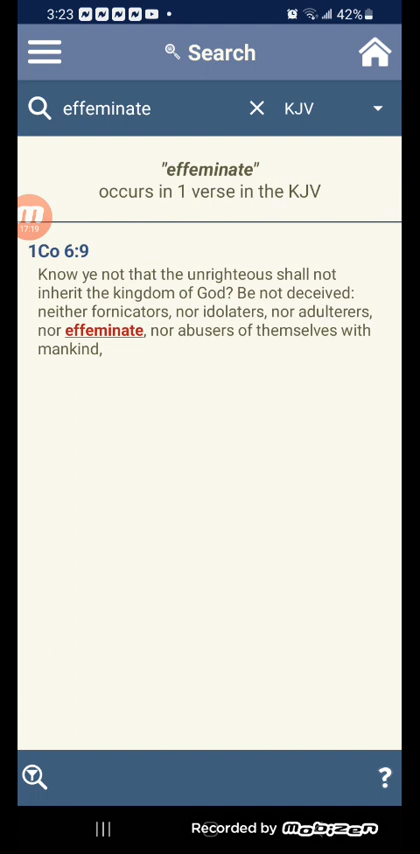 3:23 42%
Search
effeminate KJV
"effeminate"
occurs in 1 verse in the KJV
17:19
1Co 6:9
Know ye not that the unrighteous shall not
inherit the kingdom of God? Be not deceived:
neither fornicators, nor idolaters, nor adulterers,
nor effeminate, nor abusers of themselves with
mankind,
?
Recorded by mobizen